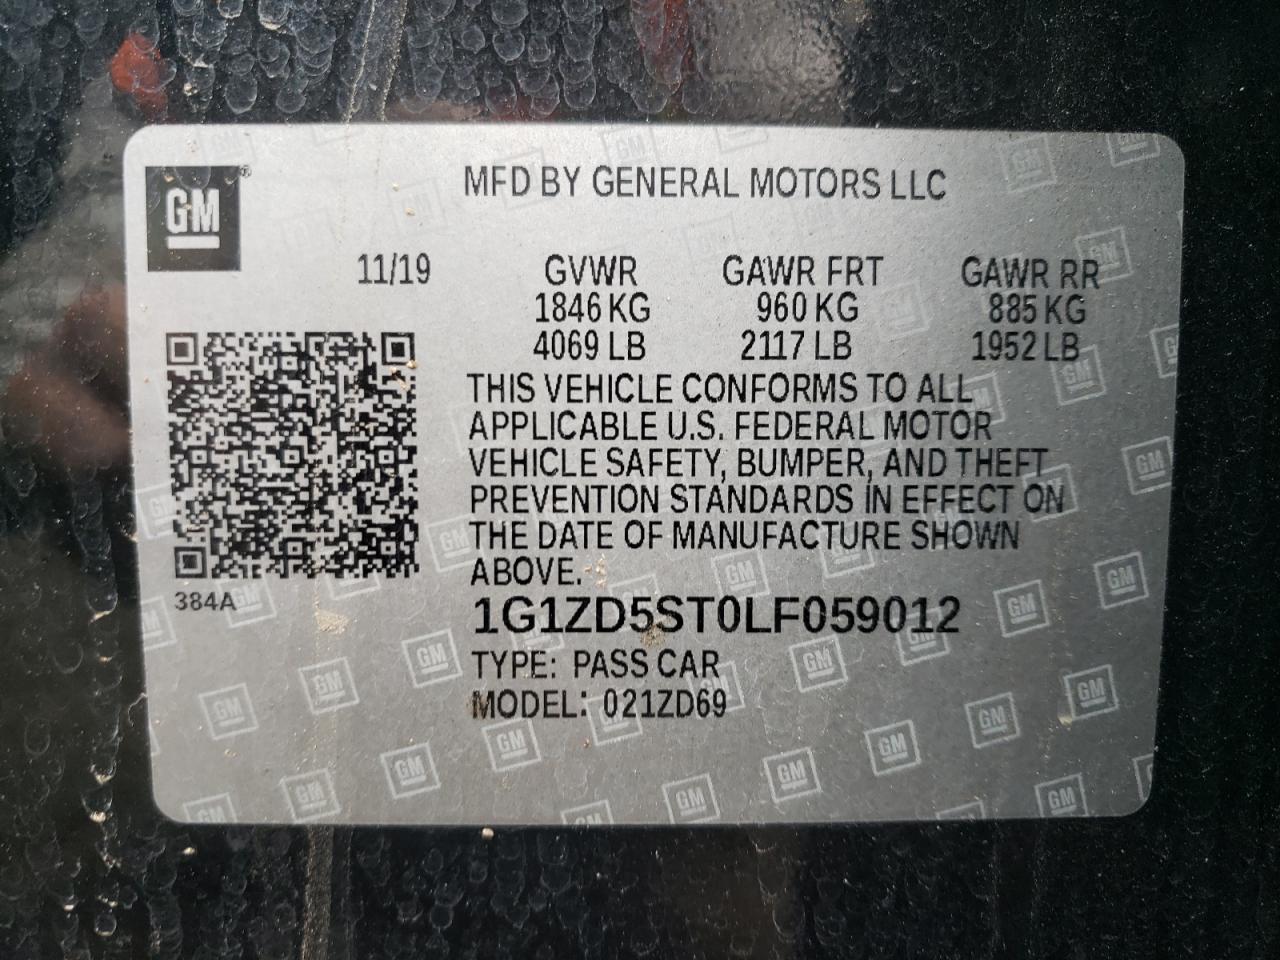 GM
MFD BY GENERAL MOTORS LLC
11/19 GVWR GAWR FRT GAWR RR
1846 KG 960 KG 885 KG
4069 LB 2117 LB 1952 LB
THIS VEHICLE CONFORMS TO ALL
APPLICABLE U.S. FEDERAL MOTOR
VEHICLE SAFETY, BUMPER, AND THEFT
PREVENTION STANDARDS IN EFFECT ON
THE DATE OF MANUFACTURE SHOWN
ABOVE.
384A
1G1ZD5ST0LF059012
TYPE: PASS CAR
MODEL: 021ZD69